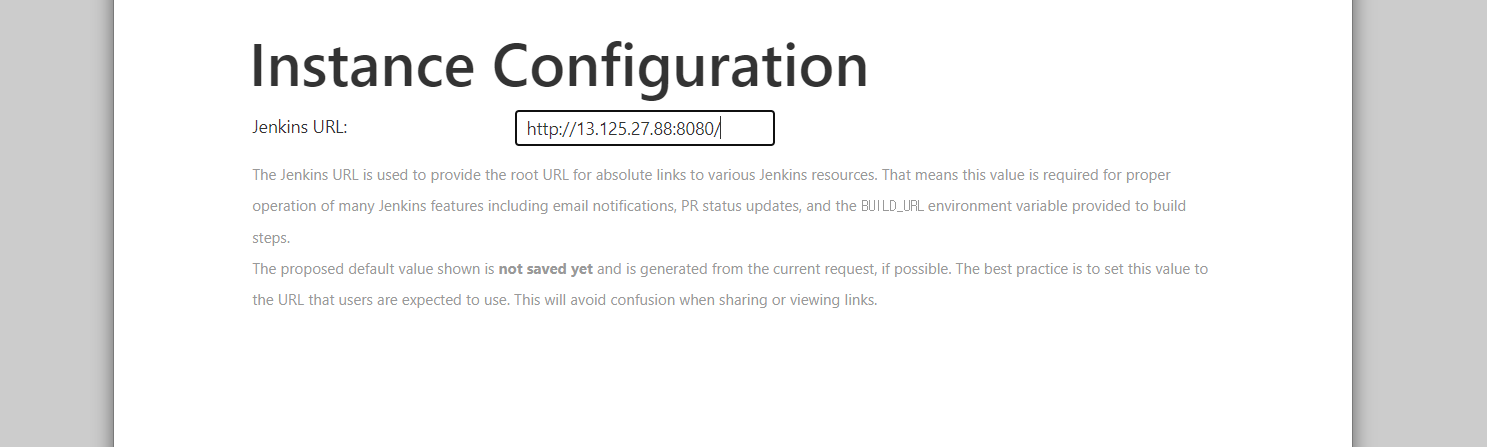 Instance Configuration
Jenkins URL:
http://13.125.27.88:8080/
The Jenkins URL is used to provide the root URL for absolute links to various Jenkins resources. That means this value is required for proper
operation of many Jenkins features including email notifications, PR status updates, and the BUILD_URL environment variable provided to build
steps.
The proposed default value shown is not saved yet and is generated from the current request, if possible. The best practice is to set this value to
the URL that users are expected to use. This will avoid confusion when sharing or viewing links.